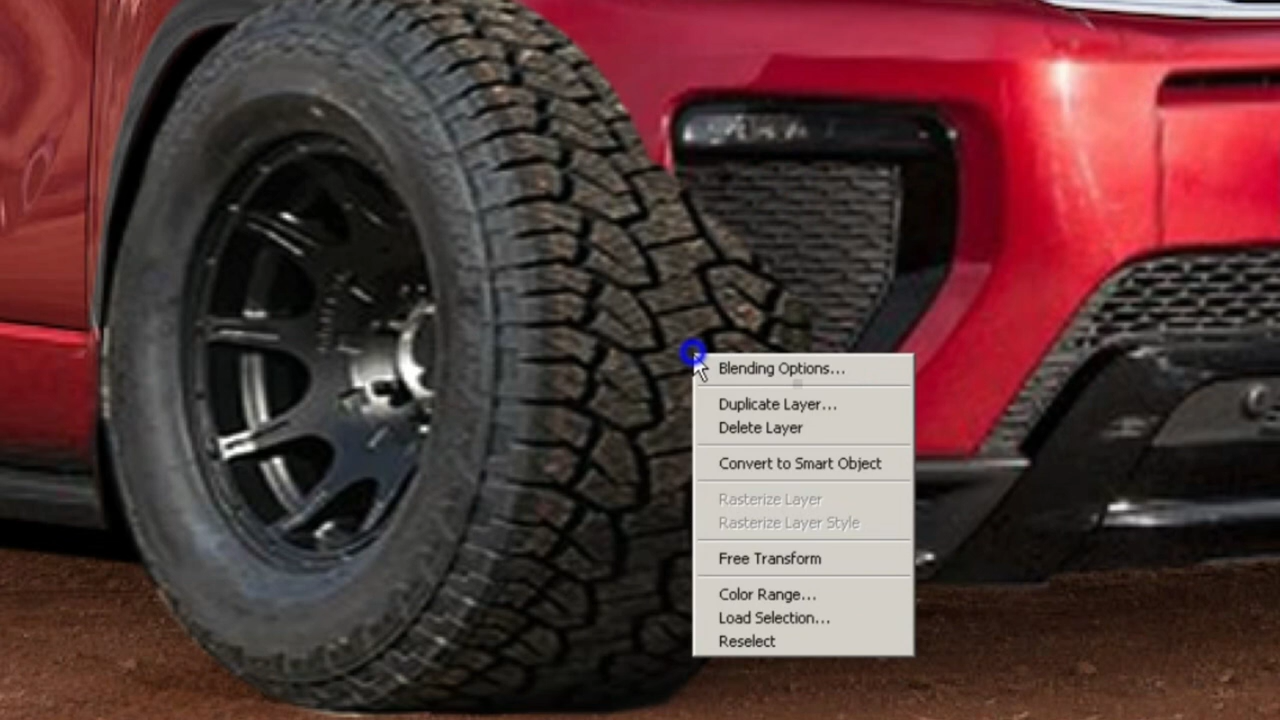 Blending Options...
Duplicate Layer...
Delete Layer
Convert to Smart Object
Rasterize Layer
Rasterize Layer Style
Free Transform
Color Range...
Load Selection...
Reselect